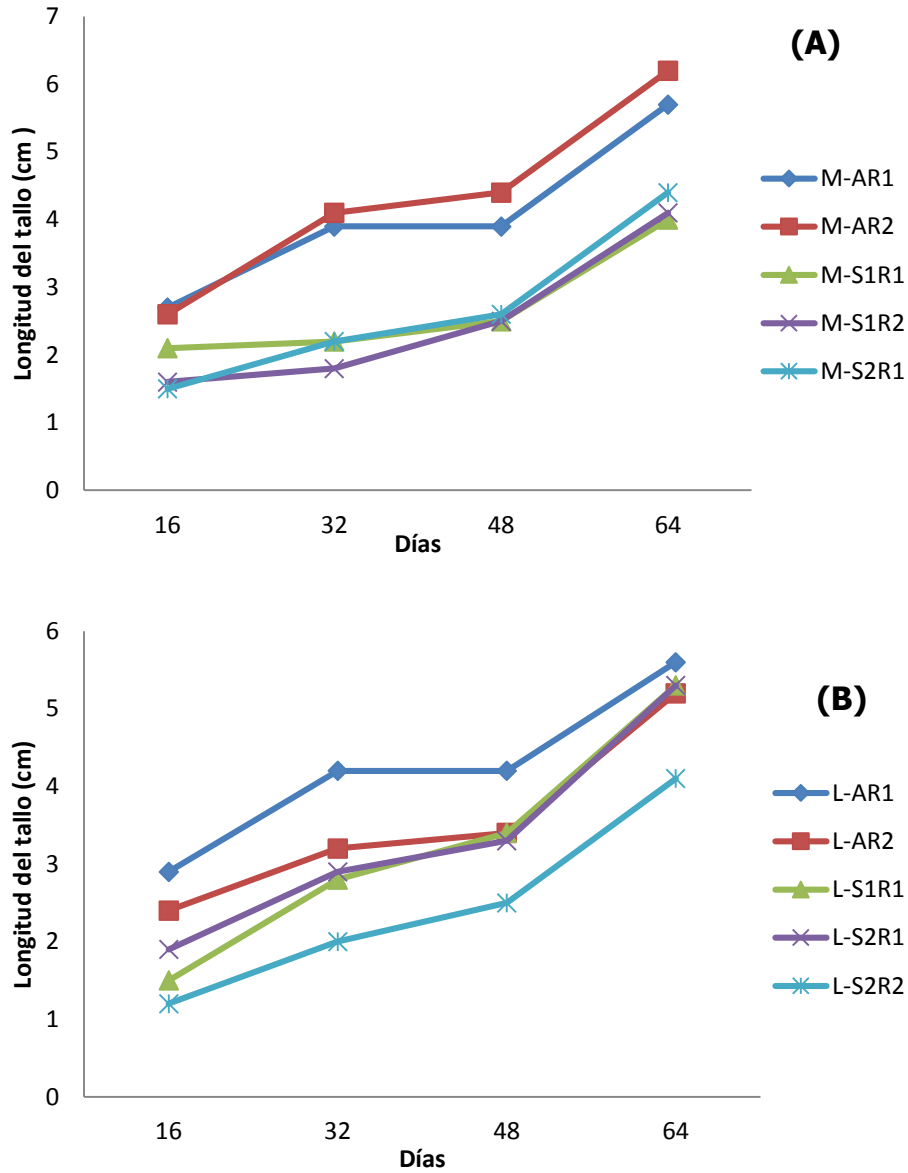 (A)
Longitud del tallo (cm )
7
6
5
4
3
2
1
0
16 32 48 64
Días
M-AR1
M-AR2
M-S1R1
M-S1R2
M-S2R1
(B)
Longitud del tallo (cm)
6
5
4
3
2
1
0
16 32 48 64
Días
L-AR1
L-AR2
L-S1R1
L-S2R1
L-S2R2